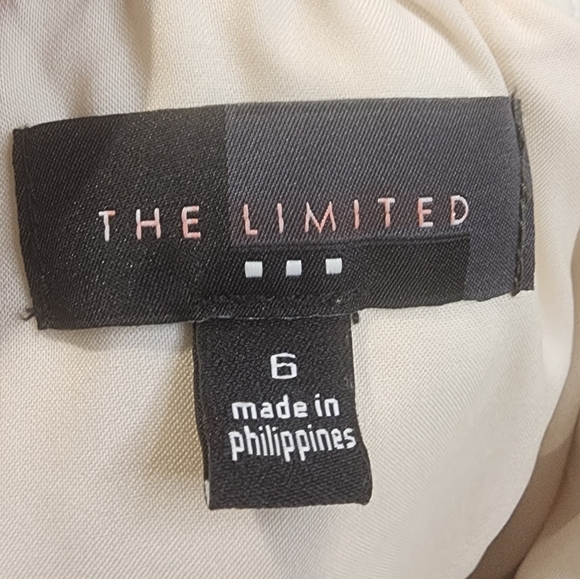 THE LIMITED
6
made in
philippines